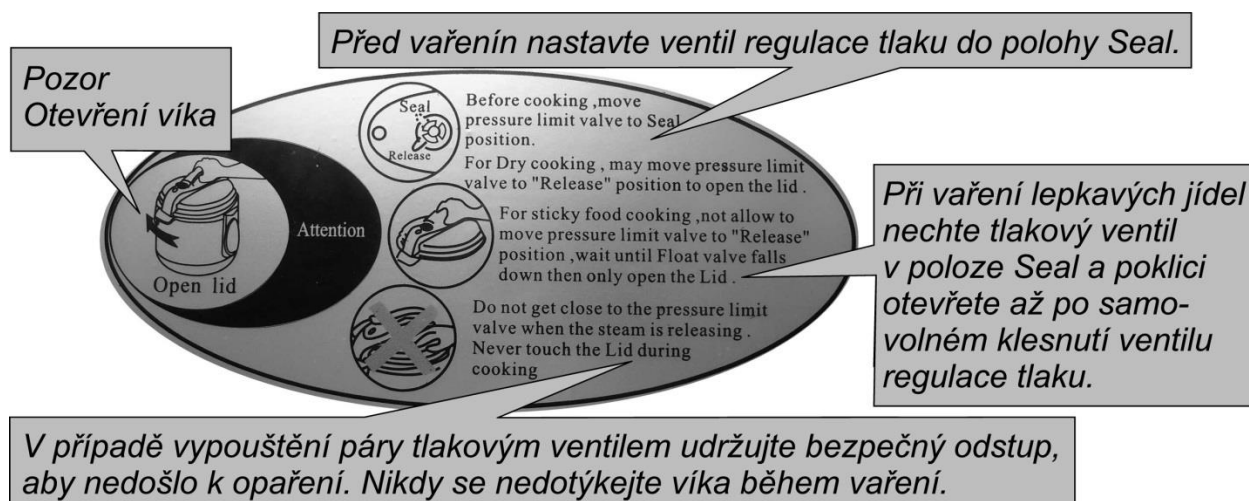 Před vařenín nastavte ventil regulace tlaku do polohy Seal.
Pozor
Otevření víka
Seal
Release
Before cooking ,move
pressure limit valve to Seal
position.
For Dry cooking , may move pressure limit
valve to "Release" position to open the lid .
Attention
Open lid
For sticky food cooking ,not allow to
move pressure limit valve to "Release"
position ,wait until Float valve falls
down then only open the Lid .
Do not get close to the pressure limit
valve when the steam is releasing .
Never touch the Lid during
cooking
Při vaření lepkavých jídel
nechte tlakový ventil
v poloze Seal a poklici
otevřete až po samo-
volném klesnutí ventilu
regulace tlaku.
V případě vypouštění páry tlakovým ventilem udržujte bezpečný odstup,
aby nedošlo k opaření. Nikdy se nedotýkejte víka během vaření.